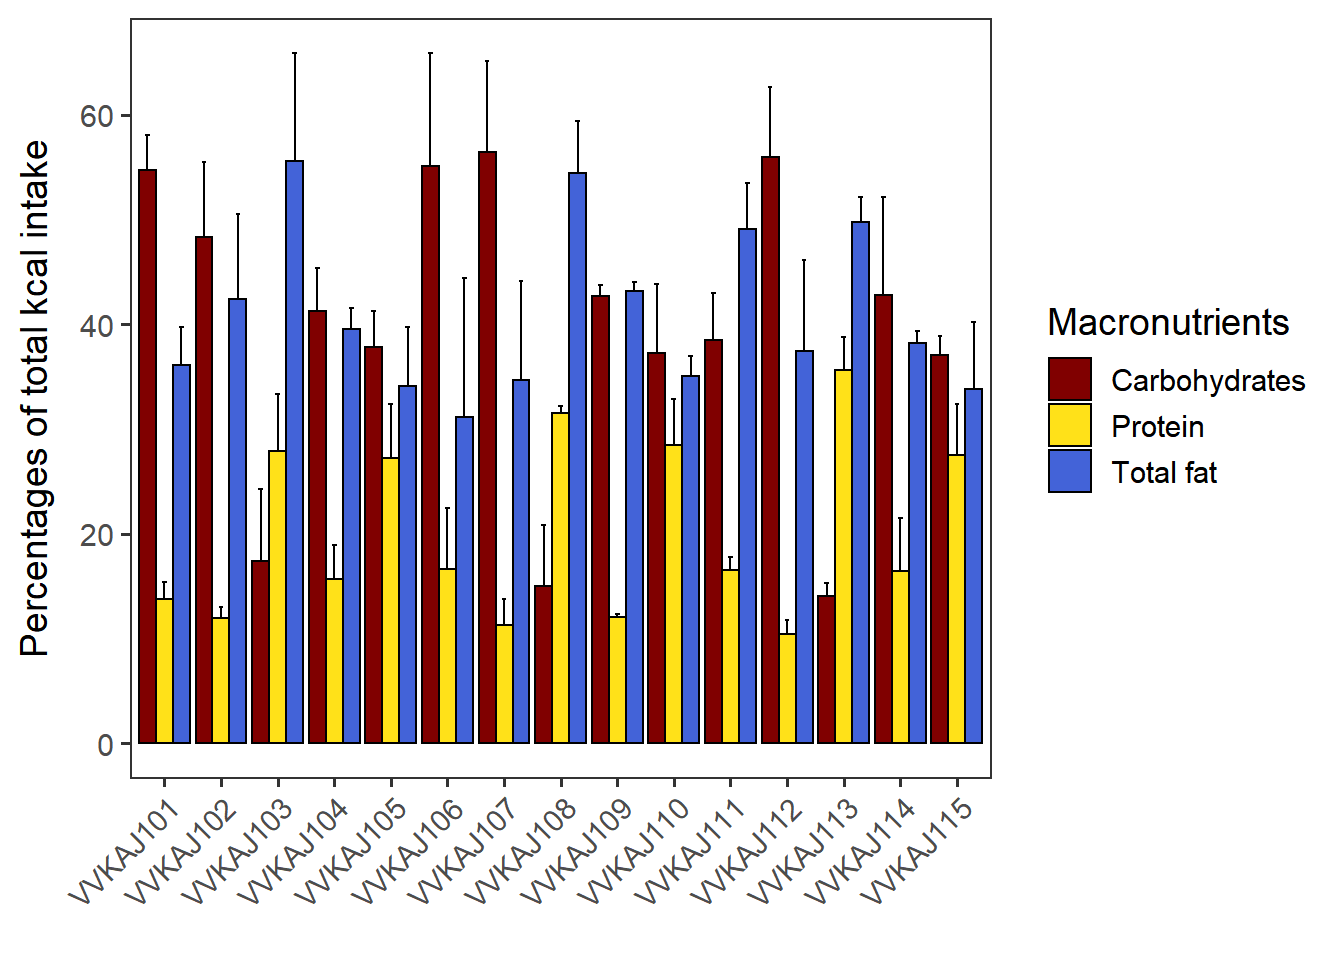 Percentages of total kcal intake
60
40
20
0
VVKAJ101
VVKAJ102
VVKAJ103
VVKAJ104
VVKAJ105
VVKAJ106
VVKAJ107
VVKAJ108
VVKAJ109
VVKAJ110
VVKAJ111
VVKAJ112
VVKAJ113
VVKAJ114
VVKAJ115
Macronutrients
Carbohydrates
Protein
Total fat